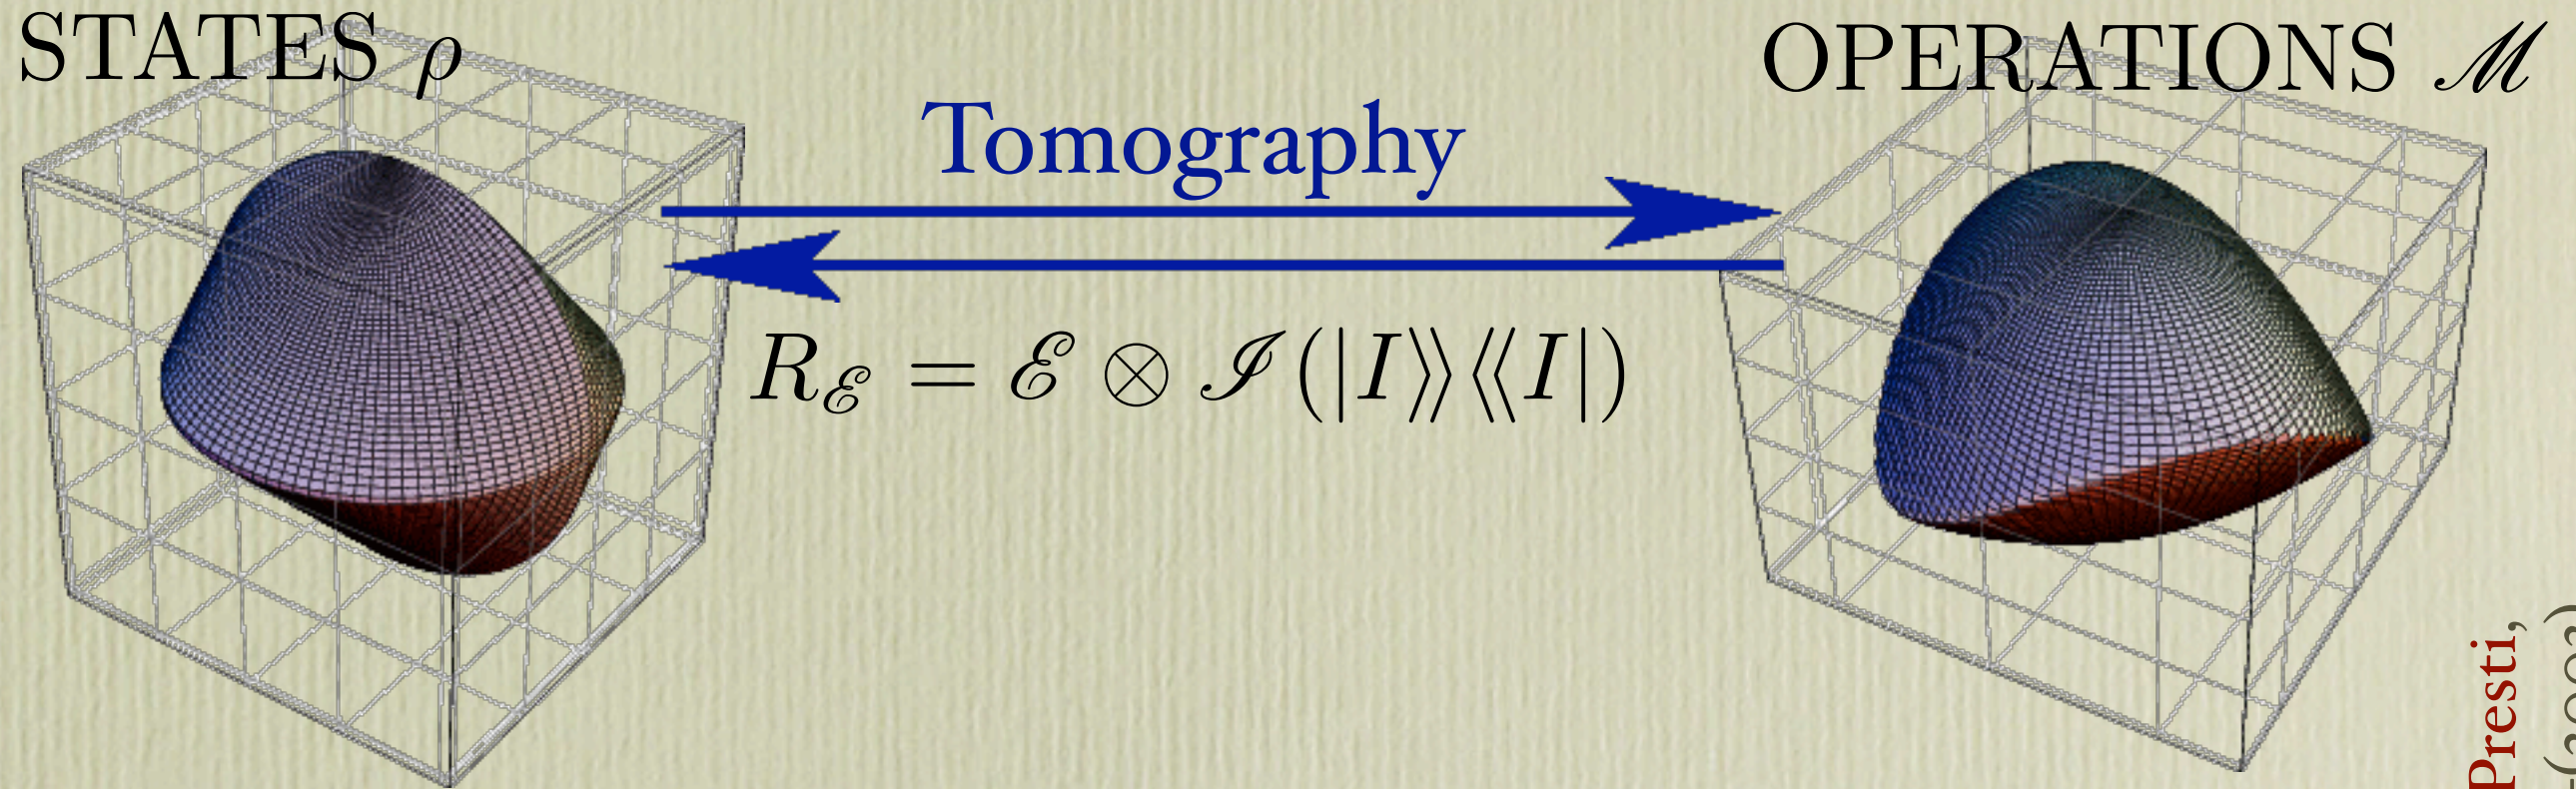 STATES ρ
OPERATIONS ℳ
Tomography
R_ℰ = ℰ ⊗ ℐ (|I⟫⟪I|)
Presti,